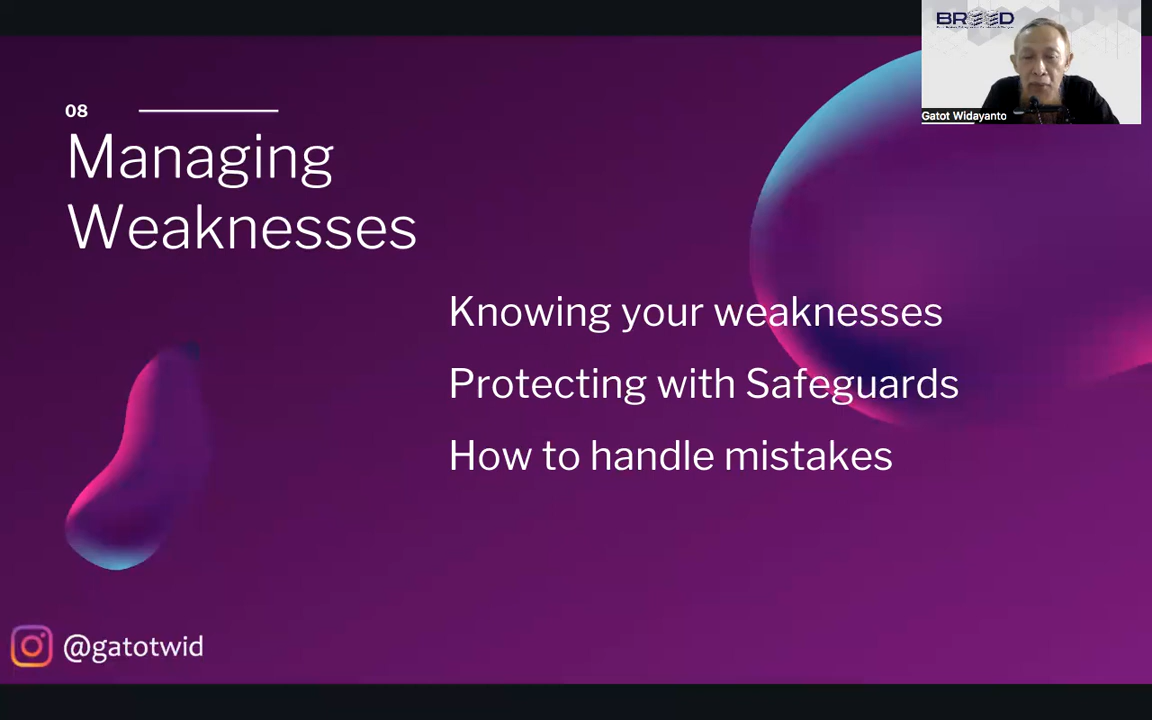 BREED
Gatot Widayanto
08
Managing
Weaknesses
Knowing your weaknesses
Protecting with Safeguards
How to handle mistakes
@gatotwid